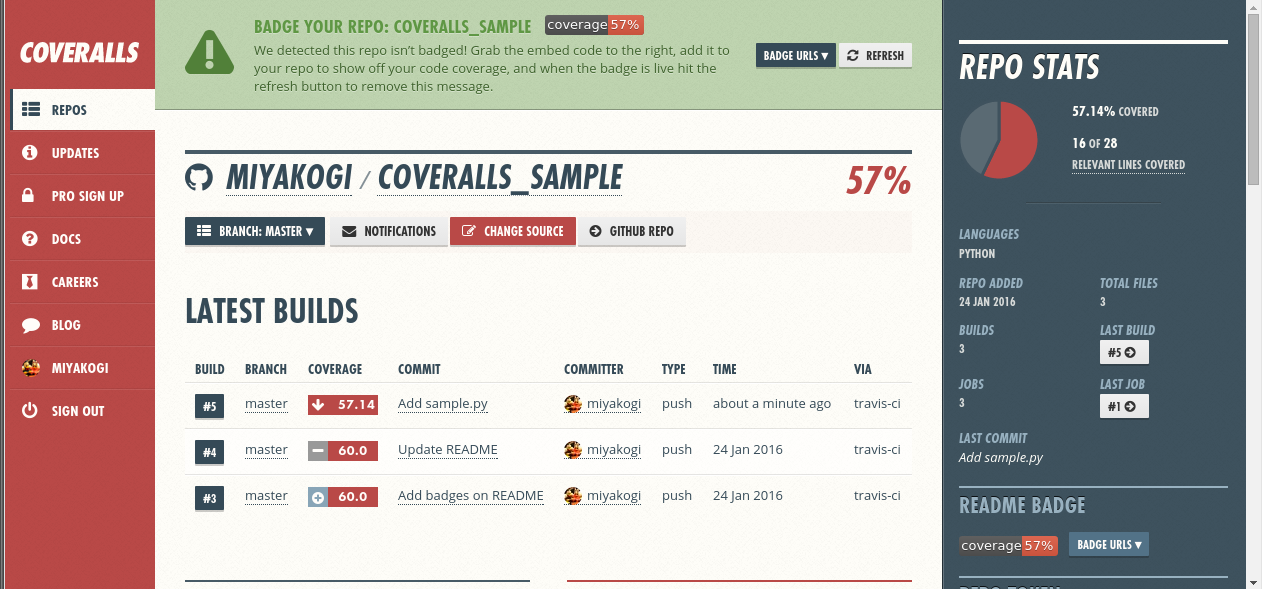 COVERALLS
REPOS
UPDATES
PRO SIGN UP
DOCS
CAREERS
BLOG
MIYAKOGI
SIGN OUT
BADGE YOUR REPO: COVERALLS_SAMPLE coverage 57%
We detected this repo isn't badged! Grab the embed code to the right, add it to
your repo to show off your code coverage, and when the badge is live hit the
refresh button to remove this message.
BADGE URLS ▾ REFRESH
MIYAKOGI / COVERALLS_SAMPLE 57%
BRANCH: MASTER ▾ NOTIFICATIONS CHANGE SOURCE GITHUB REPO
LATEST BUILDS
BUILD BRANCH COVERAGE COMMIT COMMITTER TYPE TIME VIA
#5 master 57.14 Add sample.py miyakogi push about a minute ago travis-ci
#4 master 60.0 Update README miyakogi push 24 Jan 2016 travis-ci
#3 master 60.0 Add badges on README miyakogi push 24 Jan 2016 travis-ci
REPO STATS
57.14% COVERED
16 OF 28
RELEVANT LINES COVERED
LANGUAGES
PYTHON
REPO ADDED TOTAL FILES
24 JAN 2016 3
BUILDS LAST BUILD
3 #5
JOBS LAST JOB
3 #1
LAST COMMIT
Add sample.py
README BADGE
coverage 57% BADGE URLS ▾